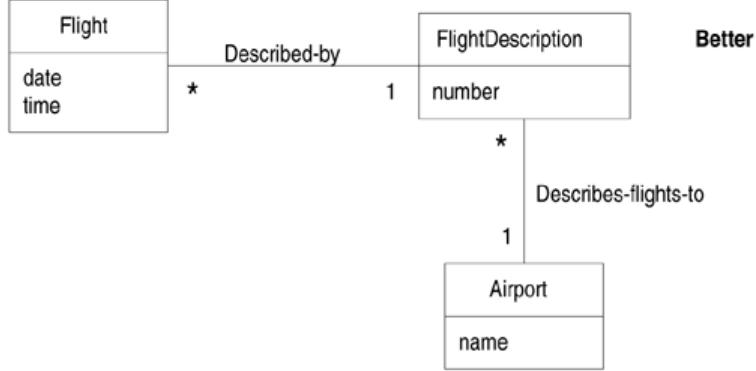 Flight
date
time
Described-by
*
1
FlightDescription
number
Better
*
Describes-flights-to
1
Airport
name